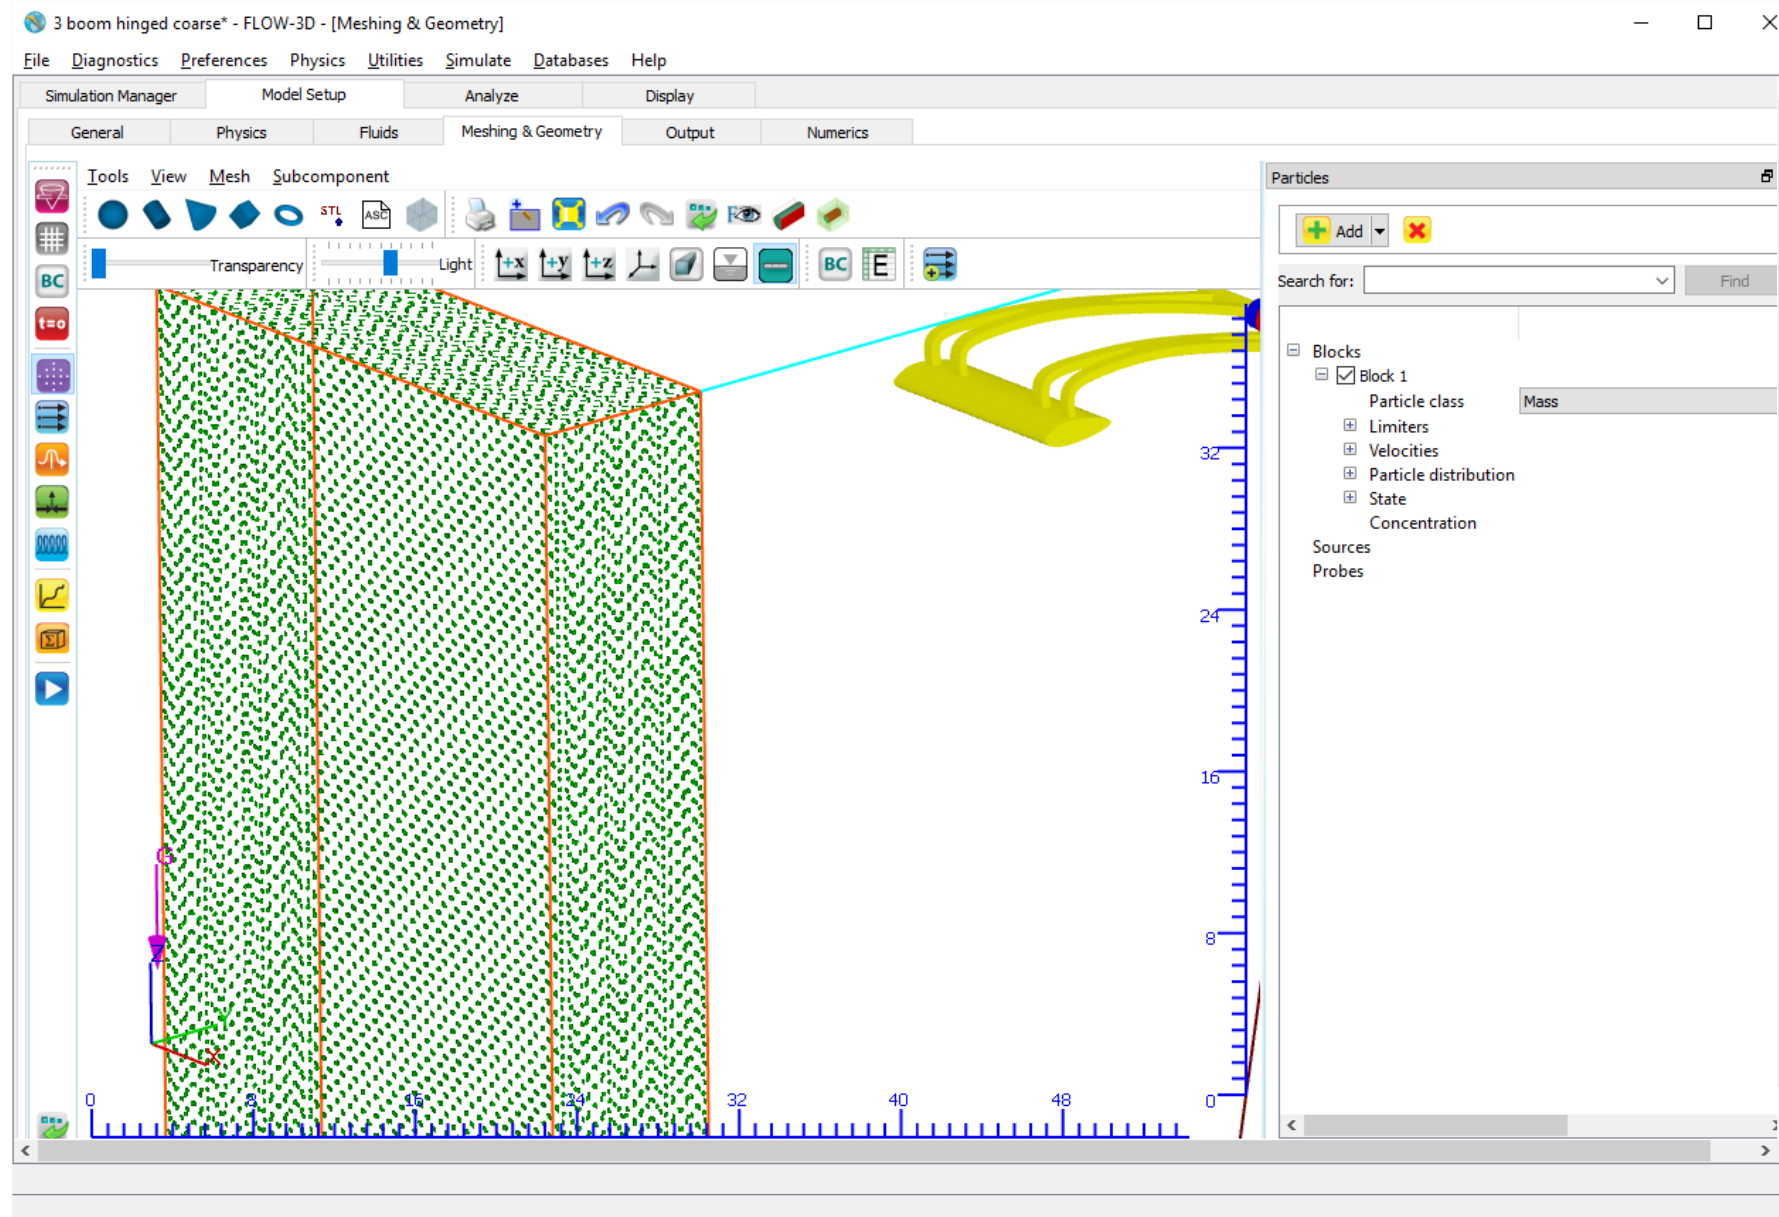 3 boom hinged coarse* - FLOW-3D - [Meshing & Geometry]
File Diagnostics Preferences Physics Utilities Simulate Databases Help
Simulation Manager Model Setup Analyze Display
General Physics Fluids Meshing & Geometry Output Numerics
Tools View Mesh Subcomponent
Particles
STL ASC
Add
BC
Transparency Light +x +y +z BC E
Search for: Find
t=0
Blocks
Block 1
Particle class Mass
Limiters
Velocities
Particle distribution
State
Concentration
Sources
Probes
32
24
16
8
0
G
Z
Y
X
Σ
0 8 16 24 32 40 48